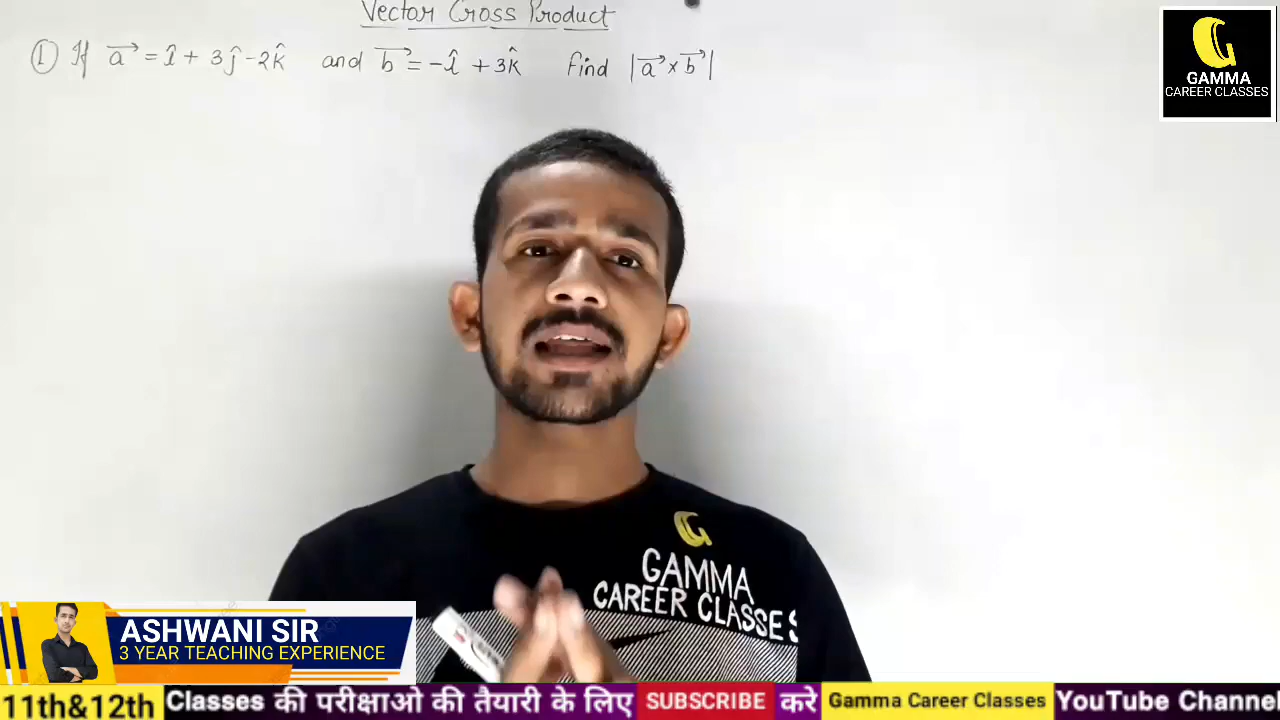 Vector Cross Product
① If a⃗ = î + 3ĵ - 2k̂ and b⃗ = -î + 3k̂ find |a⃗ × b⃗|
GAMMA
CAREER CLASSES
GAMMA
CAREER CLASSES
ASHWANI SIR
3 YEAR TEACHING EXPERIENCE
11th&12th Classes की परीक्षाओ की तैयारी के लिए SUBSCRIBE करे Gamma Career Classes YouTube Channel